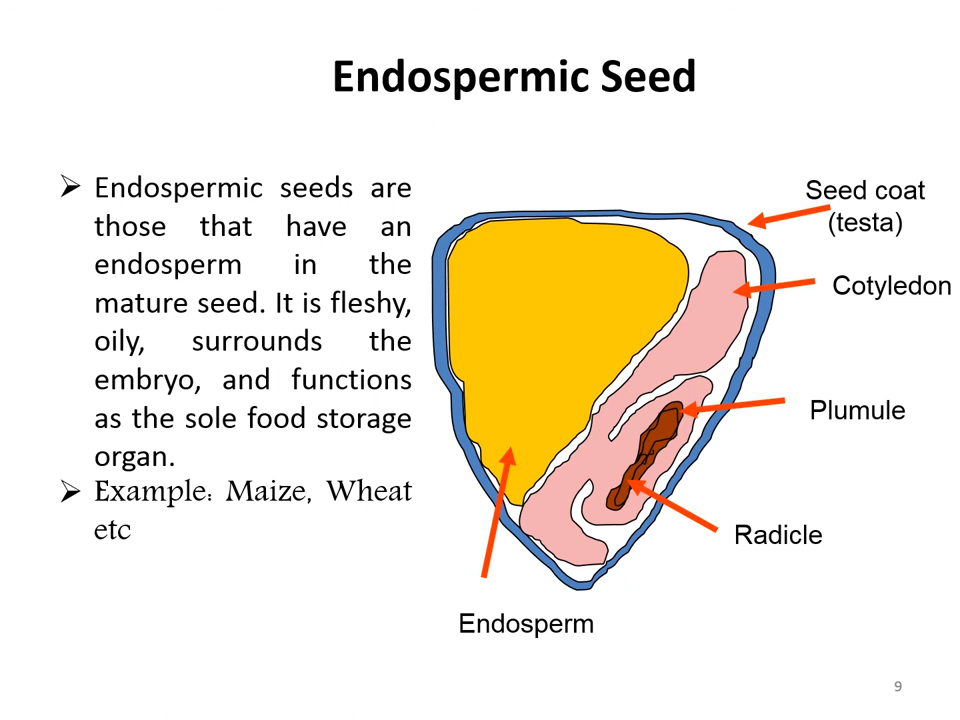 Endospermic Seed
➢ Endospermic seeds are
those that have an
endosperm in the
mature seed. It is fleshy,
oily, surrounds the
embryo, and functions
as the sole food storage
organ.
➢ Example: Maize, Wheat
etc
Seed coat
(testa)
Cotyledon
Plumule
Radicle
Endosperm
9